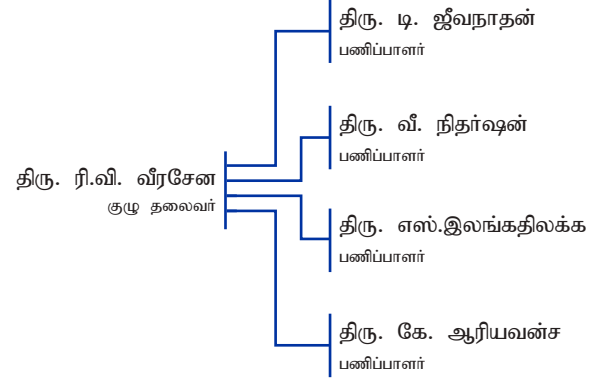 திரு. டி. ஜீவநாதன்
பணிப்பாளர்
திரு. வீ. நிதர்ஷன்
பணிப்பாளர்
திரு. ரி.வி. வீரசேன
குழு தலைவர்
திரு. எஸ்.இலங்கதிலக்க
பணிப்பாளர்
திரு. கே. ஆரியவன்ச
பணிப்பாளர்